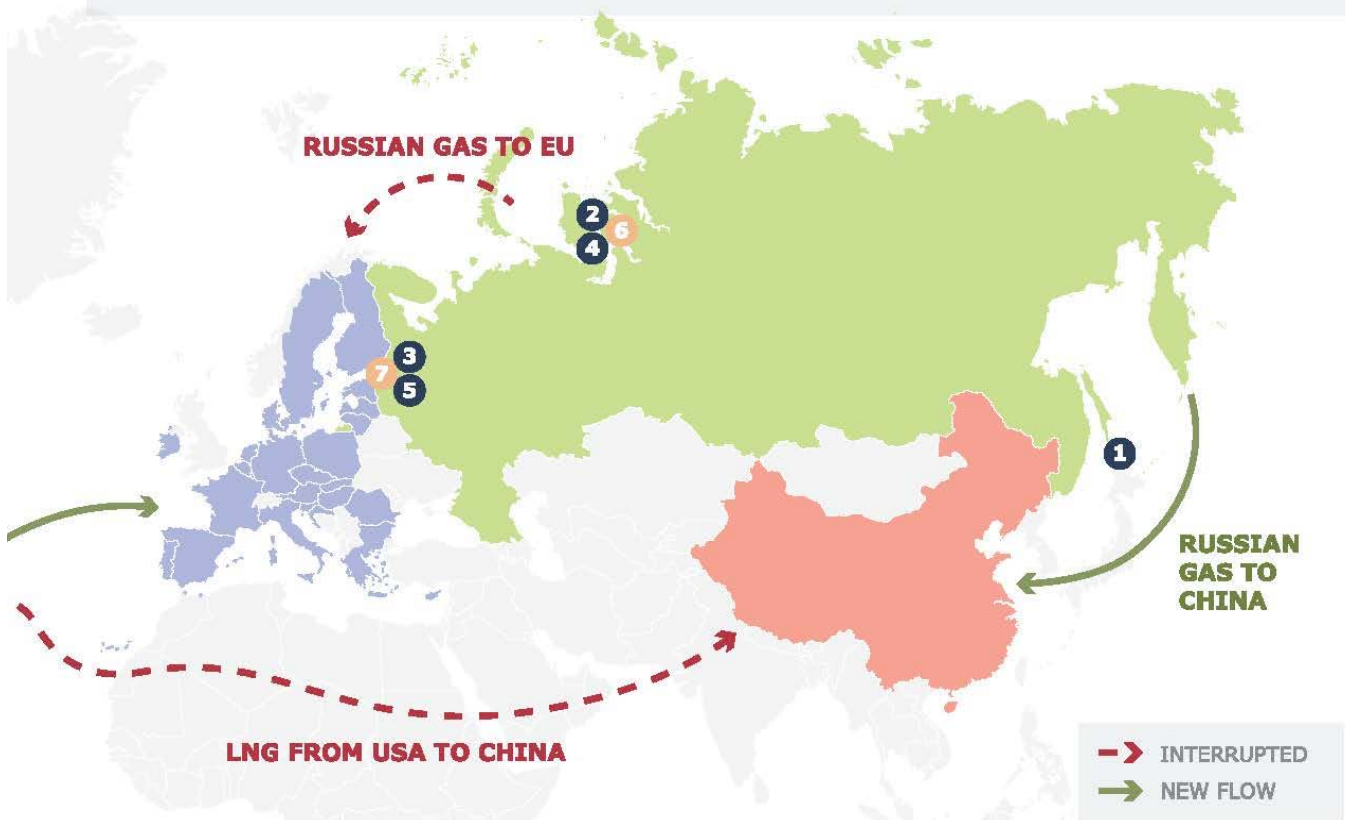 RUSSIAN GAS TO EU
2
6
4
3
7
5
1
RUSSIAN
GAS TO
CHINA
LNG FROM USA TO CHINA
INTERRUPTED
NEW FLOW